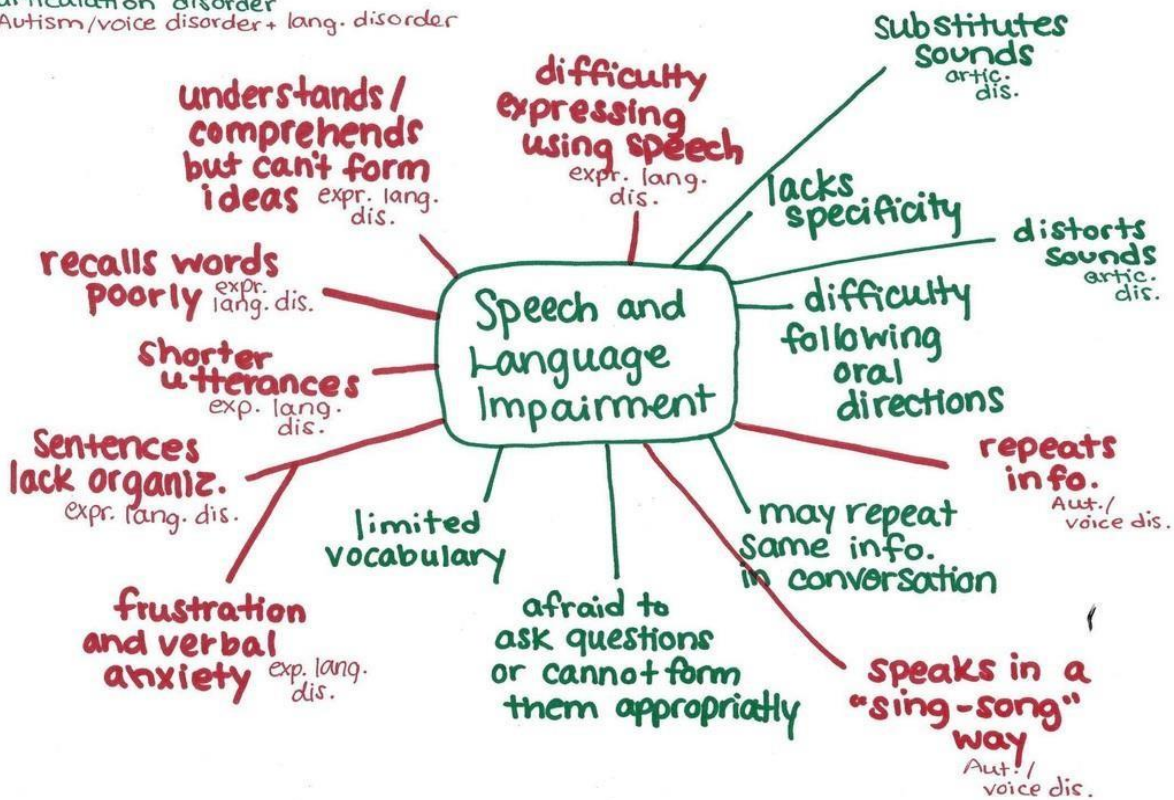 articulation disorder
Autism/voice disorder + lang. disorder
understands/
comprehends
but can't form
ideas expr. lang.
dis.
difficulty
expressing
using speech
expr. lang.
dis.
substitutes
sounds
artic.
dis.
lacks
specificity
distorts
sounds
artic.
dis.
recalls words
poorly expr.
lang. dis.
Speech and
Language
Impairment
difficulty
following
oral
directions
shorter
utterances
exp. lang.
dis.
Sentences
lack organiz.
expr. lang. dis.
repeats
info.
Aut./
voice dis.
limited
vocabulary
may repeat
same info.
in conversation
frustration
and verbal
anxiety exp. lang.
dis.
afraid to
ask questions
or cannot form
them appropriatly
speaks in a
"sing-song"
way
Aut./
voice dis.